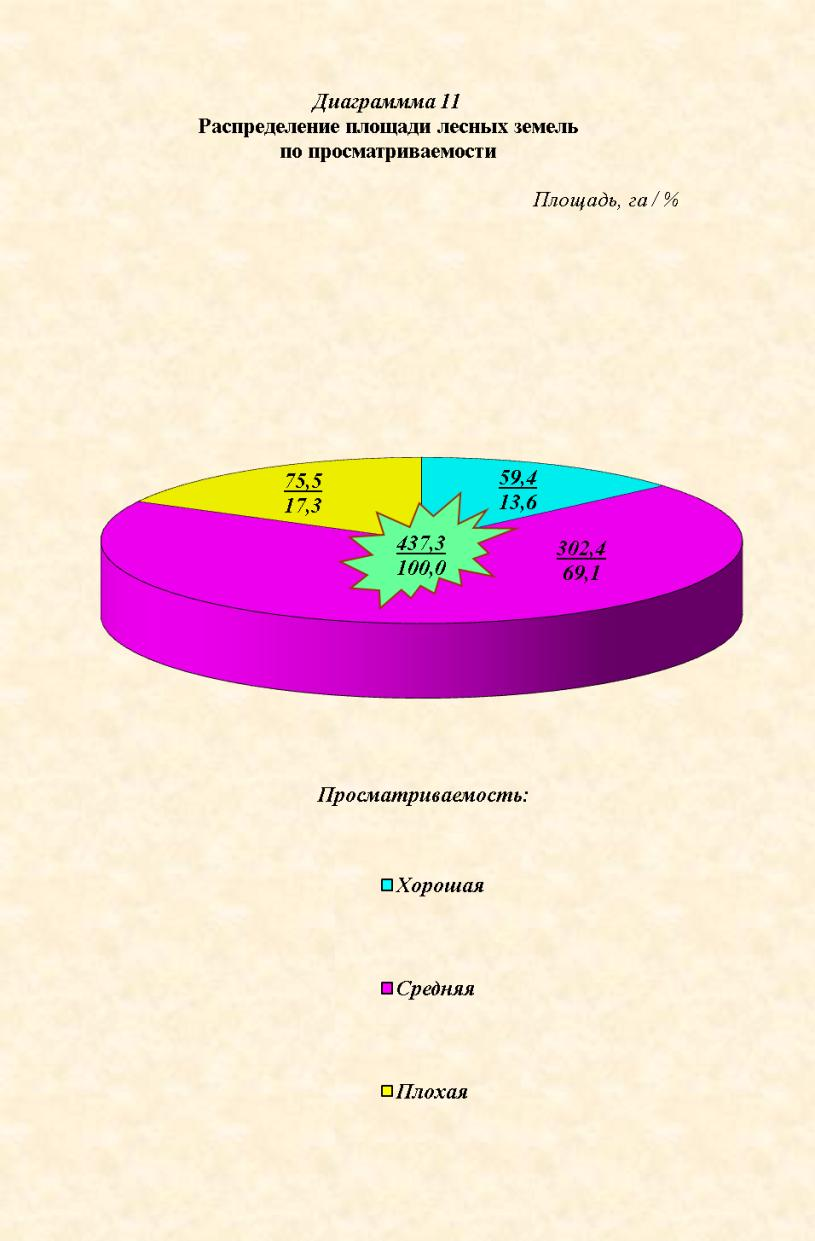 Диаграммма 11
Распределение площади лесных земель
по просматриваемости
Площадь, га / %
75,5
17,3
59,4
13,6
437,3
100,0
302,4
69,1
Просматриваемость:
Хорошая
Средняя
Плохая